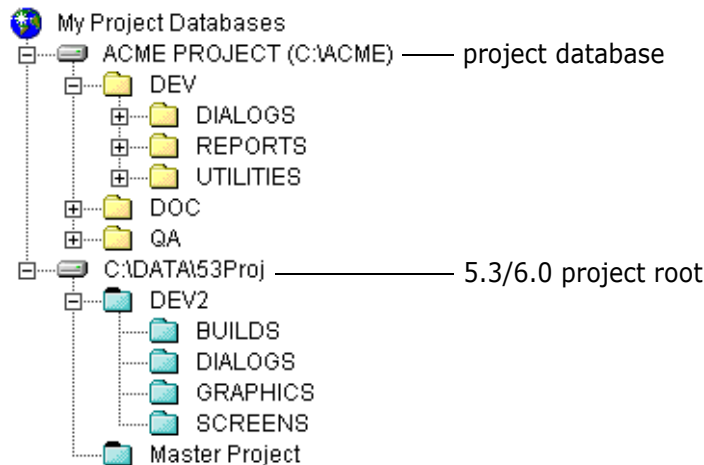 My Project Databases
ACME PROJECT (C:\ACME) project database
DEV
DIALOGS
REPORTS
UTILITIES
DOC
QA
C:\DATA\53Proj 5.3/6.0 project root
DEV2
BUILDS
DIALOGS
GRAPHICS
SCREENS
Master Project